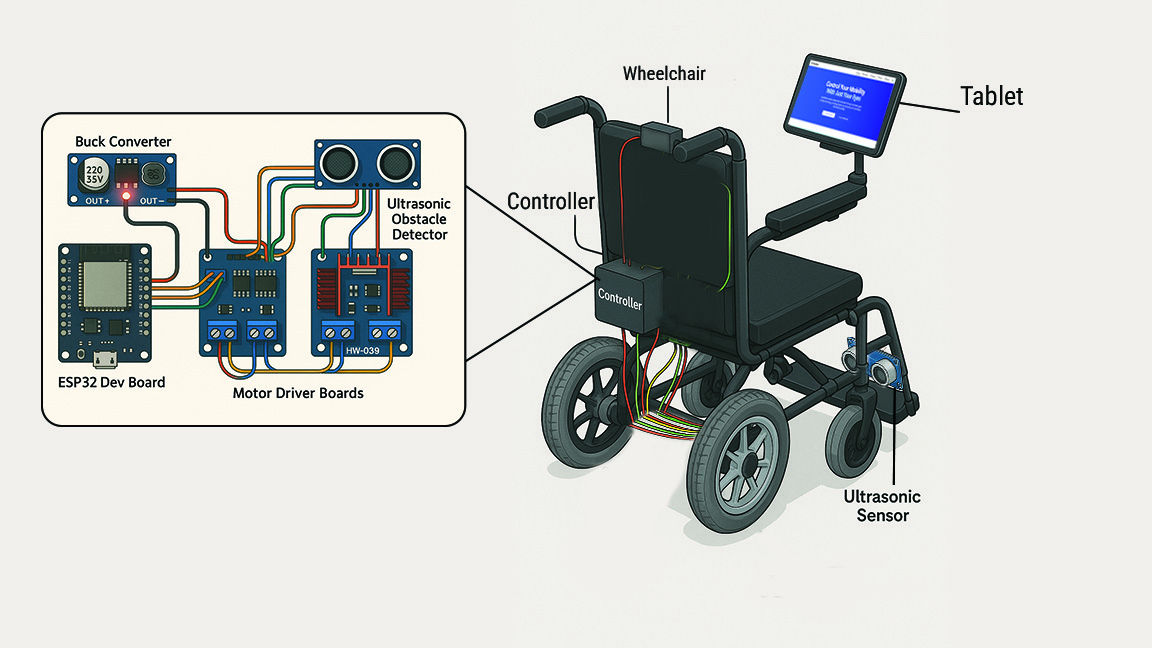 Wheelchair
Tablet
Control Your Mobility
With Just Your Eyes
Controller
Controller
Ultrasonic
Sensor
Buck Converter
220
35V
OUT+
OUT−
Ultrasonic
Obstacle
Detector
HW-039
ESP32 Dev Board
Motor Driver Boards